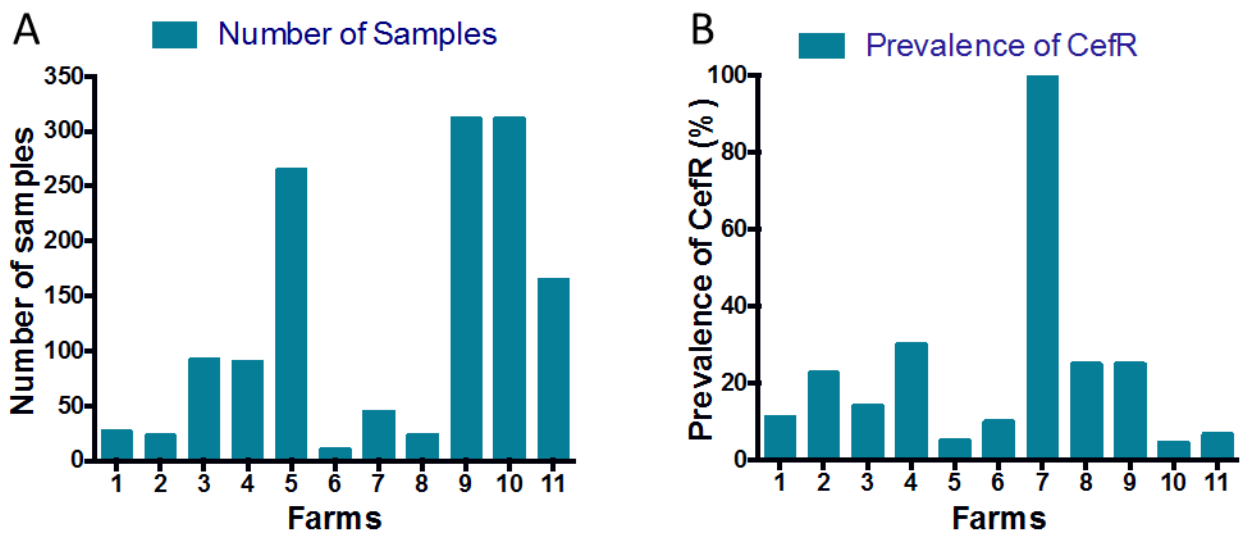 A
Number of Samples
Number of samples
350
300
250
200
150
100
50
0
1 2 3 4 5 6 7 8 9 10 11
Farms
B
Prevalence of CefR
Prevalence of CefR (%)
100
80
60
40
20
0
1 2 3 4 5 6 7 8 9 10 11
Farms